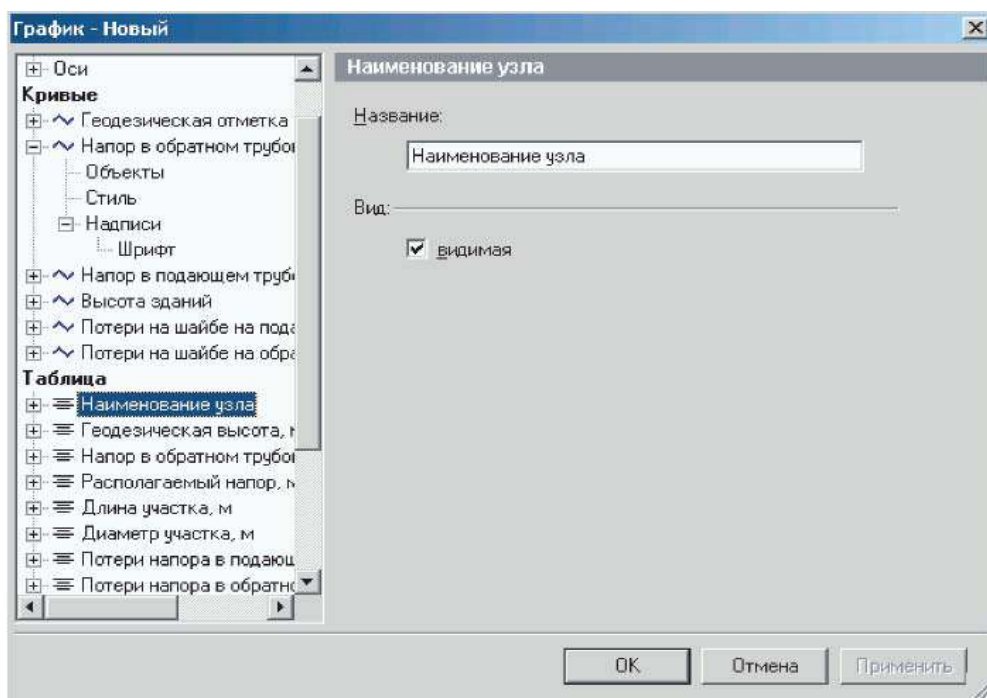 График - Новый
Оси
Кривые
Геодезическая отметка
Напор в обратном трубо
Объекты
Стиль
Надписи
Шрифт
Напор в подающем труб
Высота зданий
Потери на шайбе на пода
Потери на шайбе на обра
Таблица
Наименование узла
Геодезическая высота,
Напор в обратном трубо
Располагаемый напор,
Длина участка, м
Диаметр участка, м
Потери напора в подающ
Потери напора в обратн
Наименование узла
Название:
Наименование узла
Вид:
видимая
OK
Отмена
Применить